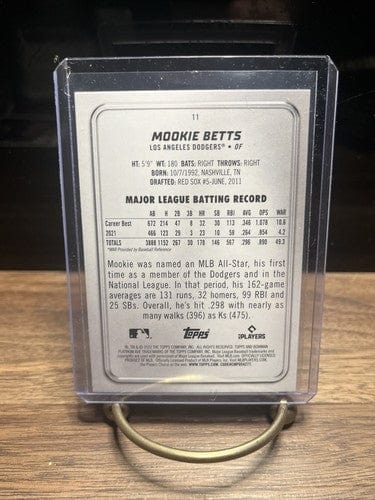 11
MOOKIE BETTS
LOS ANGELES DODGERS® • OF
HT: 5'9" WT: 180 BATS: RIGHT THROWS: RIGHT
BORN: 10/7/1992, NASHVILLE, TN
DRAFTED: RED SOX #5-JUNE, 2011
MAJOR LEAGUE BATTING RECORD
AB H 2B 3B HR SB RBI AVG OPS WAR
Career Best 672 214 47 8 32 30 113 .346 1.078 10.6
2021 466 123 29 3 23 10 58 .264 .854 4.2
TOTALS 3888 1152 267 30 178 146 567 .296 .890 49.3
*WAR Provided by Baseball Reference
Mookie was named an MLB All-Star, his first
time as a member of the Dodgers and in the
National League. In that period, his 162-game
averages are 131 runs, 32 homers, 99 RBI and
25 SBs. Overall, he's hit .298 with nearly as
many walks (396) as Ks (475).
Topps
PLAYERS